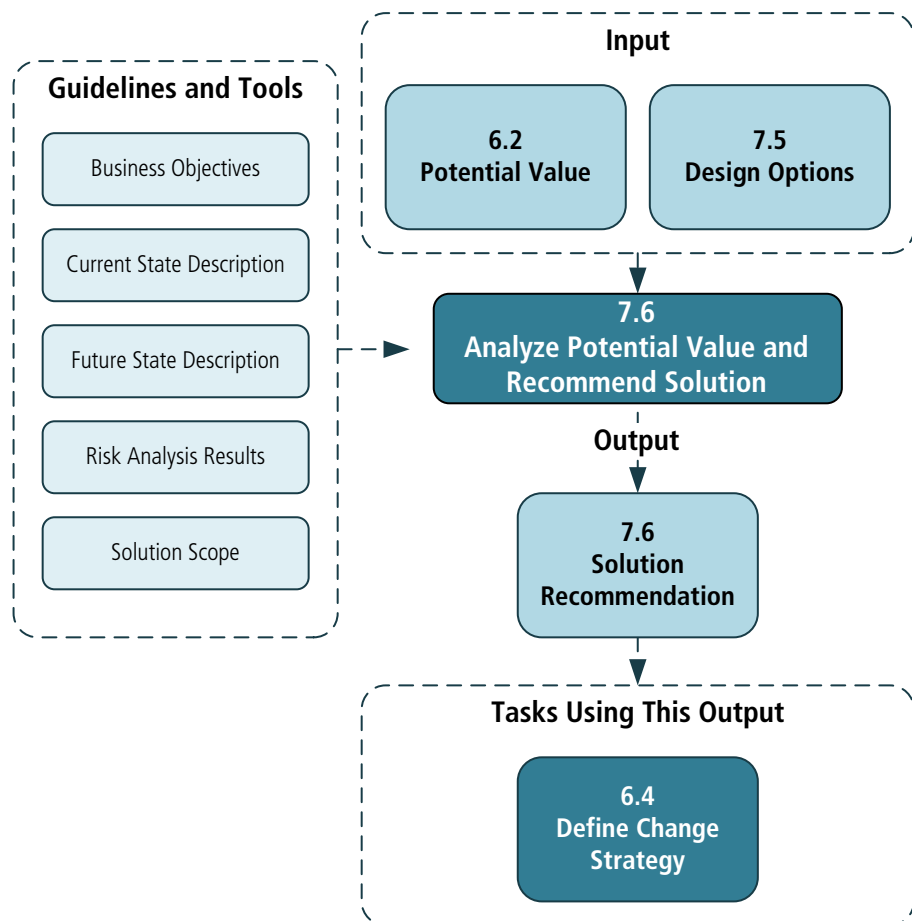 Input
Guidelines and Tools
6.2
Potential Value
7.5
Design Options
Business Objectives
Current State Description
Future State Description
Risk Analysis Results
Solution Scope
7.6
Analyze Potential Value and
Recommend Solution
Output
7.6
Solution
Recommendation
Tasks Using This Output
6.4
Define Change
Strategy